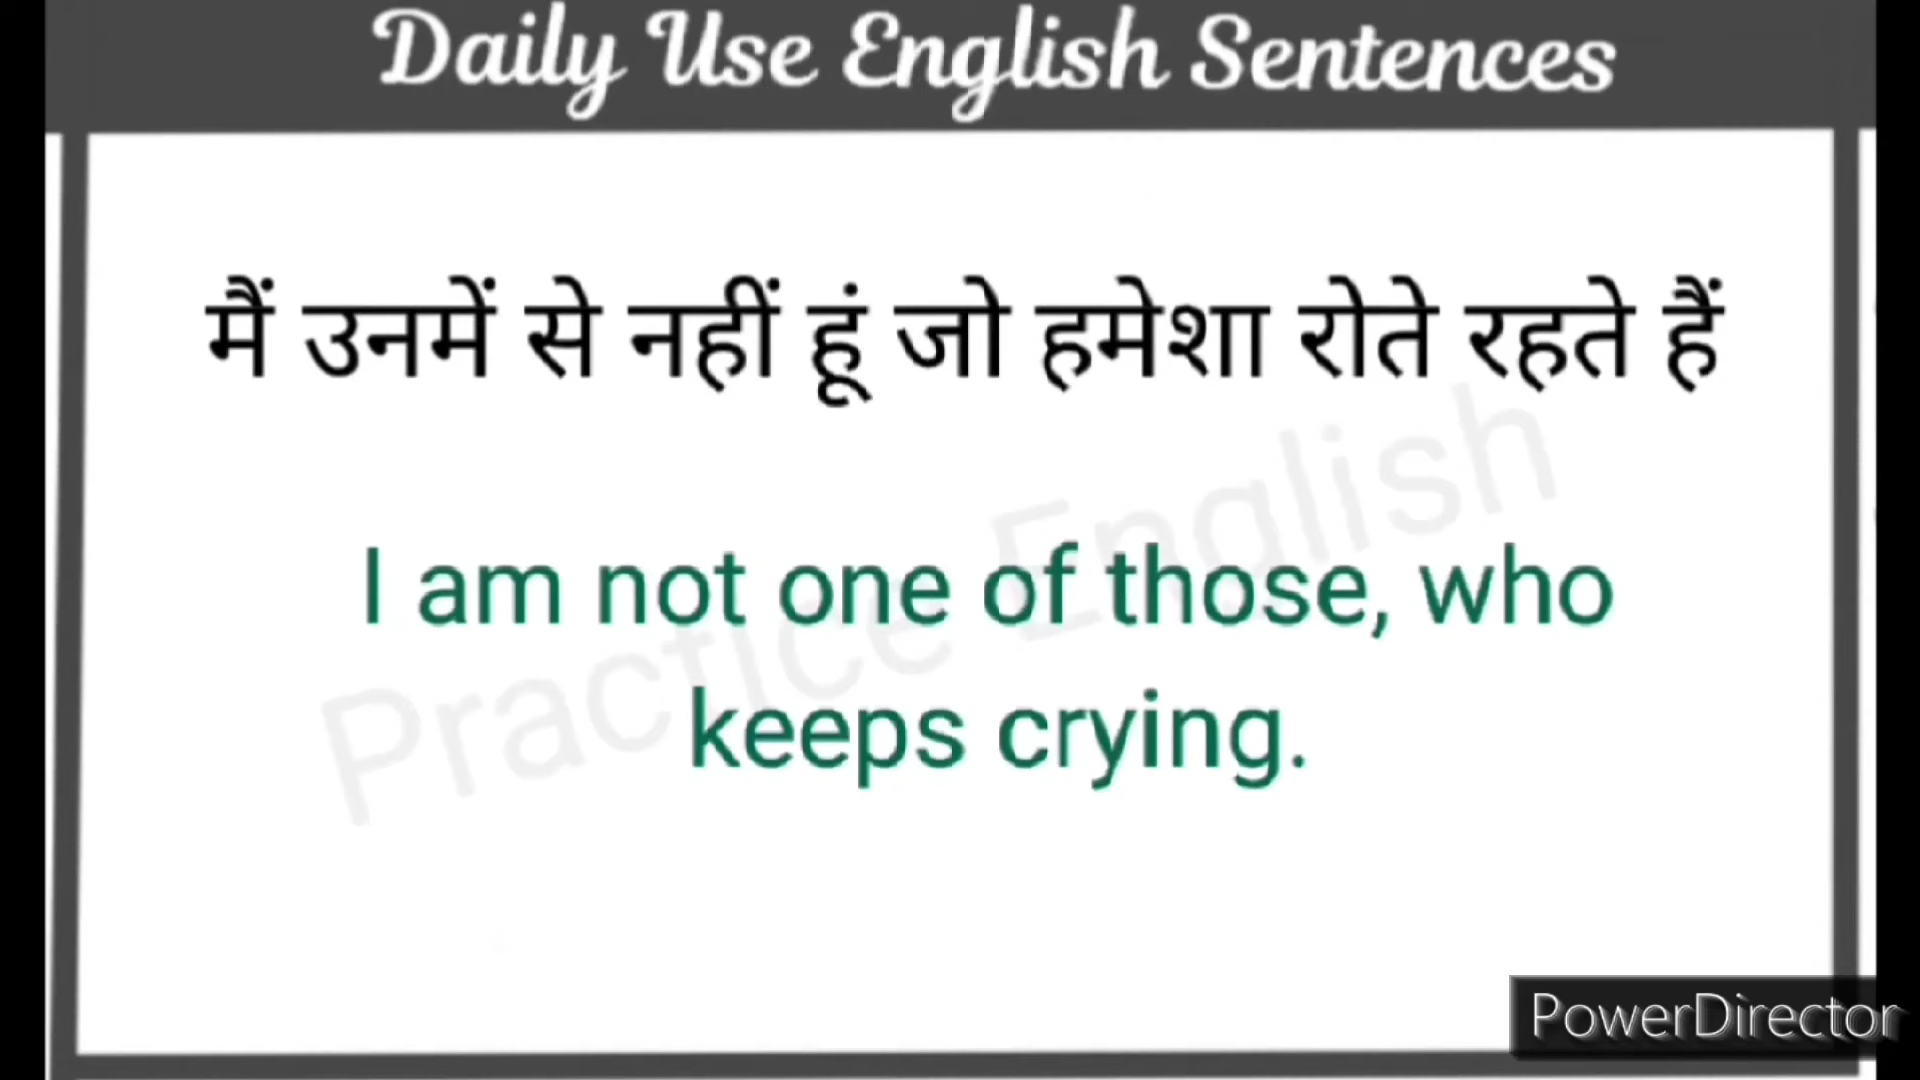 Daily Use English Sentences
मैं उनमें से नहीं हूं जो हमेशा रोते रहते हैं
I am not one of those, who
keeps crying.
Practice English
PowerDirector